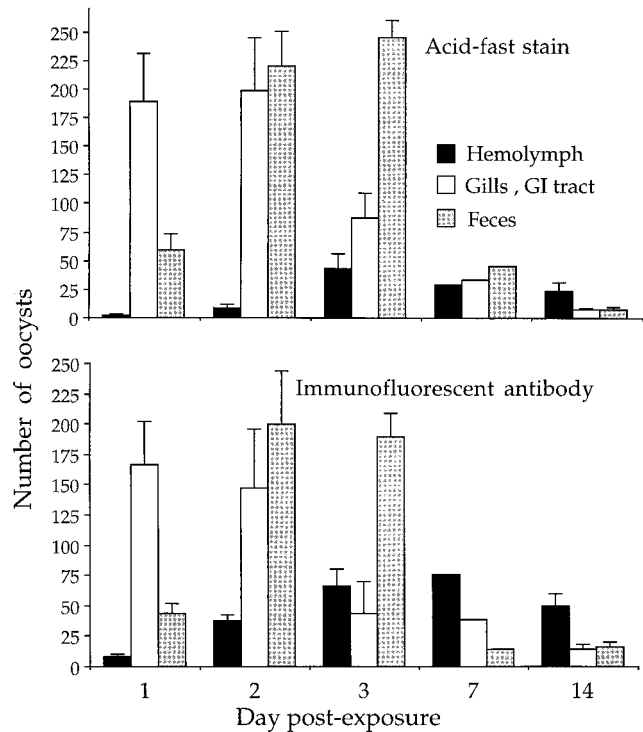 Acid-fast stain
250
225
200
175
150
125
100
75
50
25
0
Hemolymph
Gills , GI tract
Feces
Immunofluorescent antibody
250
225
200
175
150
125
100
75
50
25
0
Number of oocysts
1 2 3 7 14
Day post-exposure